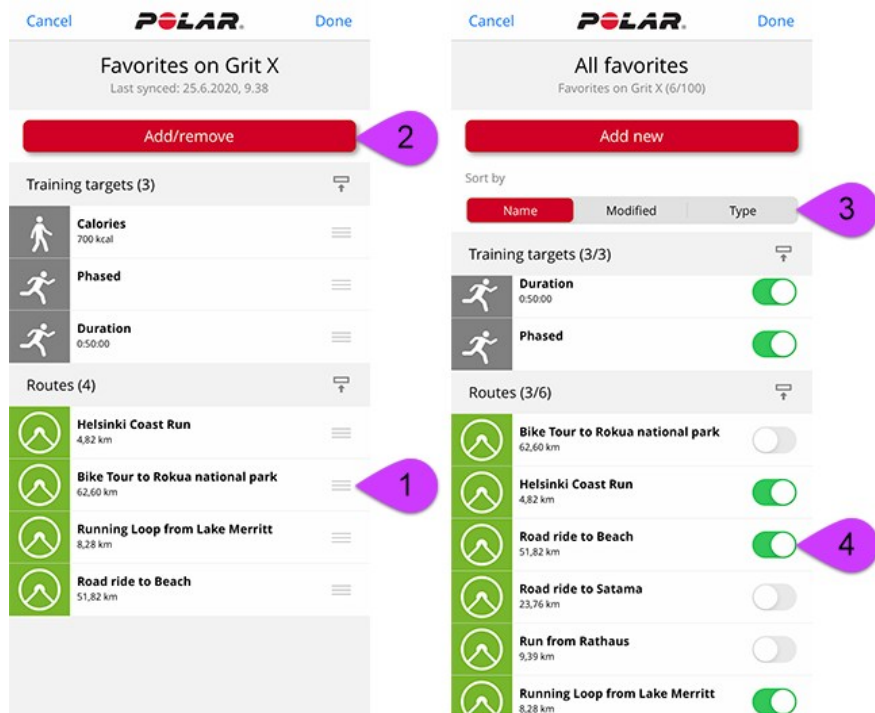 Cancel
POLAR.
Done
Favorites on Grit X
Last synced: 25.6.2020, 9.38
Add/remove
2
Training targets (3)
Calories
700 kcal
Phased
Duration
0:50:00
Routes (4)
Helsinki Coast Run
4,82 km
Bike Tour to Rokua national park
62,60 km
1
Running Loop from Lake Merritt
8,28 km
Road ride to Beach
51,82 km
Cancel
POLAR.
Done
All favorites
Favorites on Grit X (6/100)
Add new
Sort by
Name Modified Type
3
Training targets (3/3)
Duration
0:50:00
Phased
Routes (3/6)
Bike Tour to Rokua national park
62,60 km
Helsinki Coast Run
4,82 km
Road ride to Beach
51,82 km
4
Road ride to Satama
23,76 km
Run from Rathaus
9,39 km
Running Loop from Lake Merritt
8,28 km